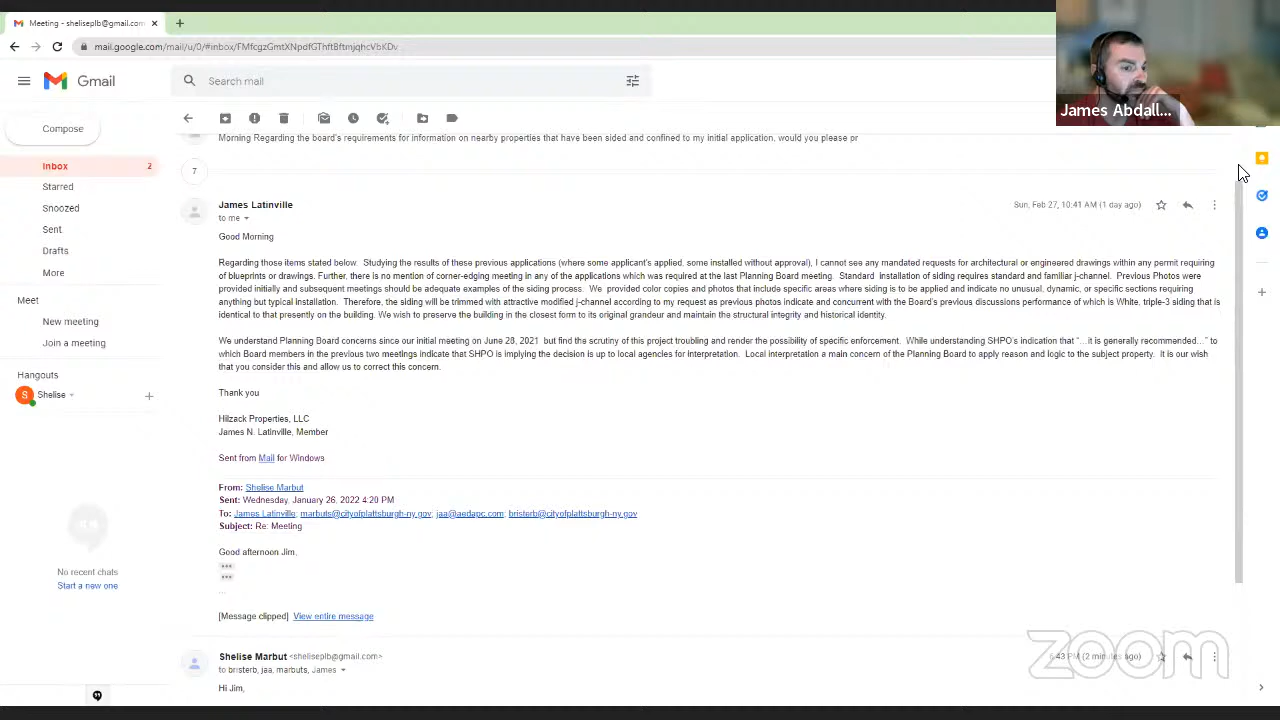 Meeting - sheliseplb@gmail.com
mail.google.com/mail/u/0/#inbox/FMfcgzGmtXNpdfGThftBftmjqhcVbKDv
James Abdall...
Gmail
Search mail
Compose
Inbox 2
Starred
Snoozed
Sent
Drafts
More
Meet
New meeting
Join a meeting
Hangouts
Shelise
No recent chats
Start a new one
Morning Regarding the board's requirements for information on nearby properties that have been sided and confined to my initial application, would you please or
7
James Latinville Sun, Feb 27, 10:41 AM (1 day ago)
to me
Good Morning
Regarding those items stated below. Studying the results of these previous applications (where some applicant's applied, some installed without approval), I cannot see any mandated requests for architectural or engineered drawings within any permit requiring
of blueprints or drawings. Further, there is no mention of corner-edging meeting in any of the applications which was required at the last Planning Board meeting. Standard installation of siding requires standard and familiar j-channel. Previous Photos were
provided initially and subsequent meetings should be adequate examples of the siding process. We provided color copies and photos that include specific areas where siding is to be applied and indicate no unusual, dynamic, or specific sections requiring
anything but typical installation. Therefore, the siding will be trimmed with attractive modified j-channel according to my request as previous photos indicate and concurrent with the Board's previous discussions performance of which is White, triple-3 siding that is
identical to that presently on the building. We wish to preserve the building in the closest form to its original grandeur and maintain the structural integrity and historical identity.
We understand Planning Board concerns since our initial meeting on June 28, 2021 but find the scrutiny of this project troubling and render the possibility of specific enforcement. While understanding SHPO's indication that "...it is generally recommended..." to
which Board members in the previous two meetings indicate that SHPO is implying the decision is up to local agencies for interpretation. Local interpretation a main concern of the Planning Board to apply reason and logic to the subject property. It is our wish
that you consider this and allow us to correct this concern.
Thank you
Hilzack Properties, LLC
James N. Latinville, Member
Sent from Mail for Windows
From: Shelise Marbut
Sent: Wednesday, January 26, 2022 4:20 PM
To: James Latinville; marbuts@cityofplattsburgh-ny.gov; jaa@aedapc.com; bristerb@cityofplattsburgh-ny.gov
Subject: Re: Meeting
Good afternoon Jim,
...
[Message clipped] View entire message
Shelise Marbut <sheliseplb@gmail.com> 6:43 PM (2 minutes ago)
to bristerb, jaa, marbuts, James
Hi Jim,
zoom